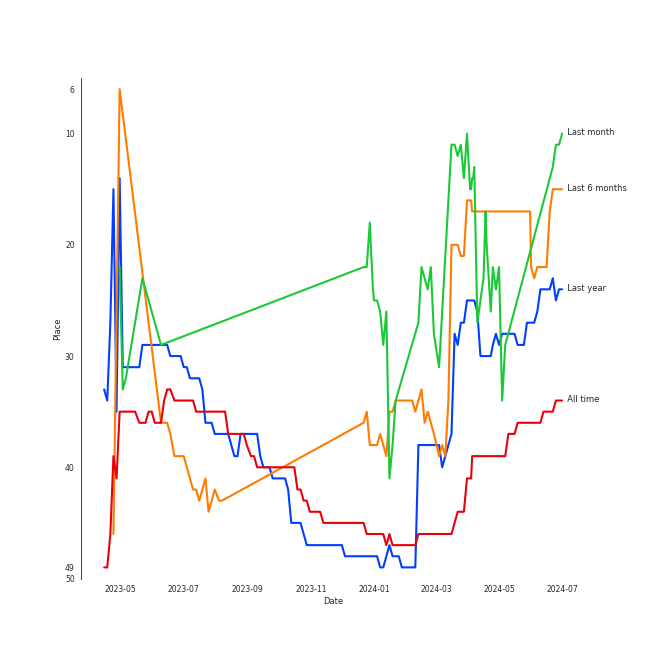 6
10
20
30
40
49
50
Place
2023-05
2023-07
2023-09
2023-11
2024-01
2024-03
2024-05
2024-07
Date
Last month
Last 6 months
Last year
All time